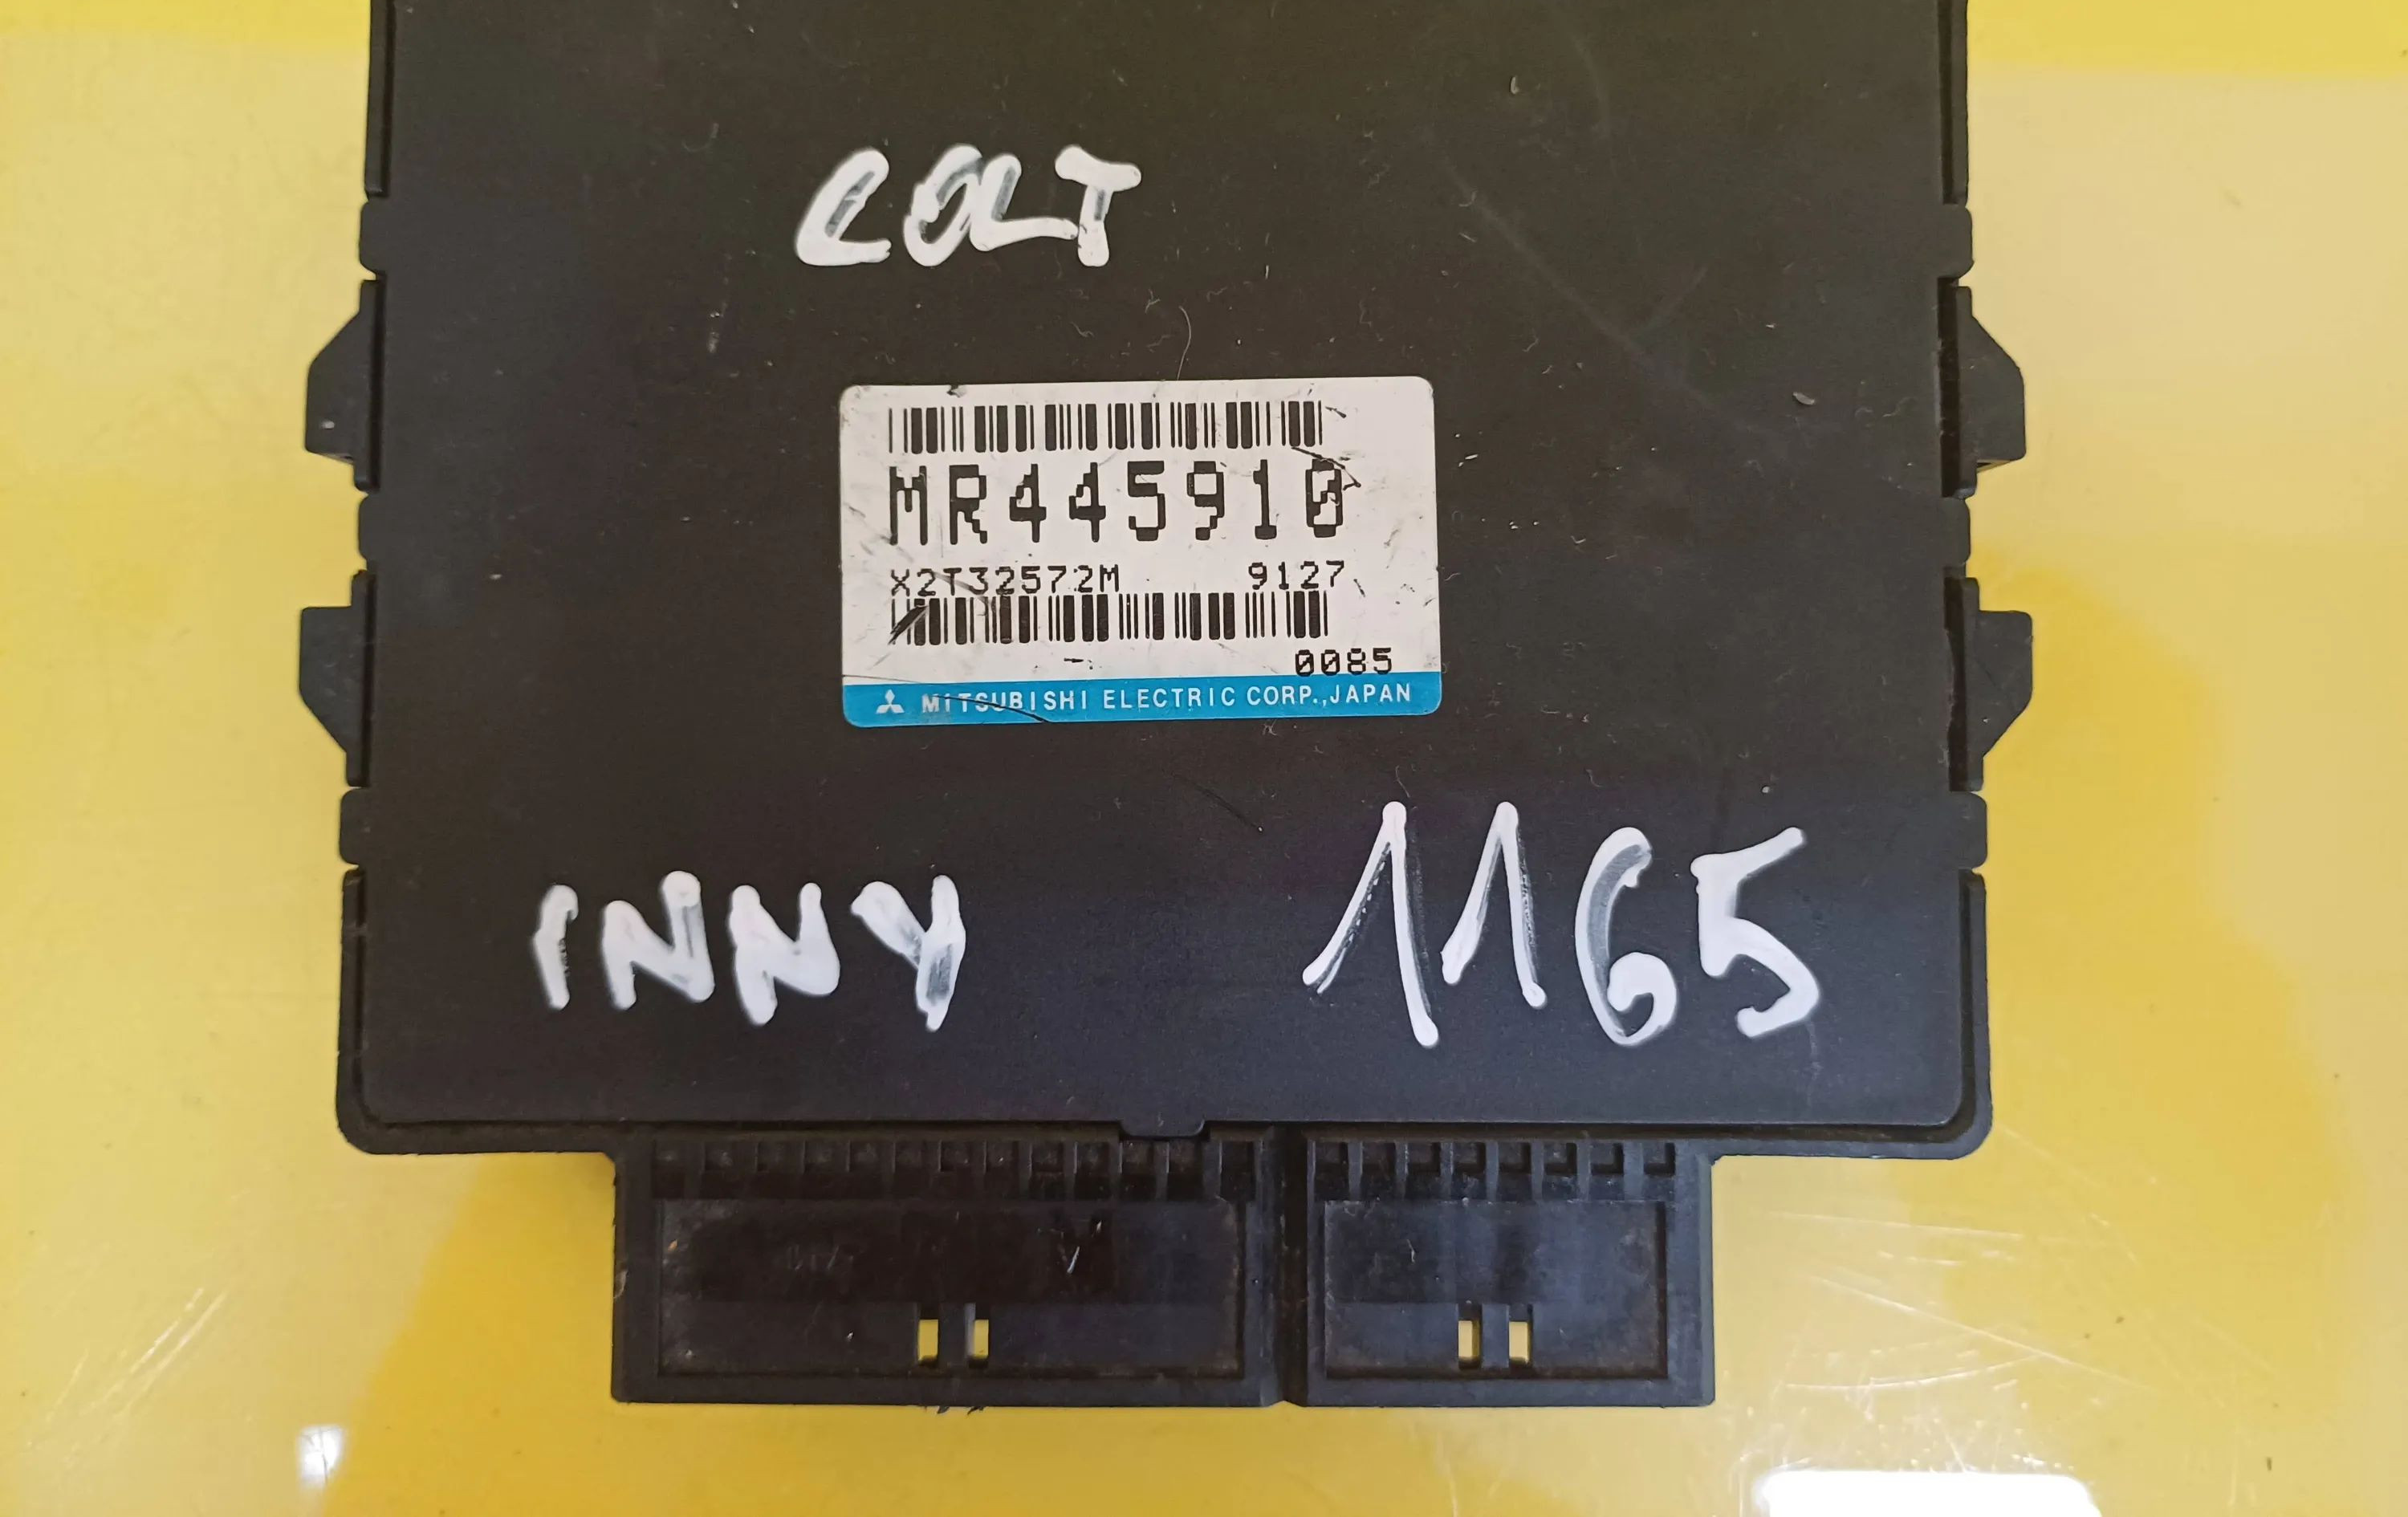 COLT
MR445910
X2T32572M 9127
0085
MITSUBISHI ELECTRIC CORP.,JAPAN
INNY 1165